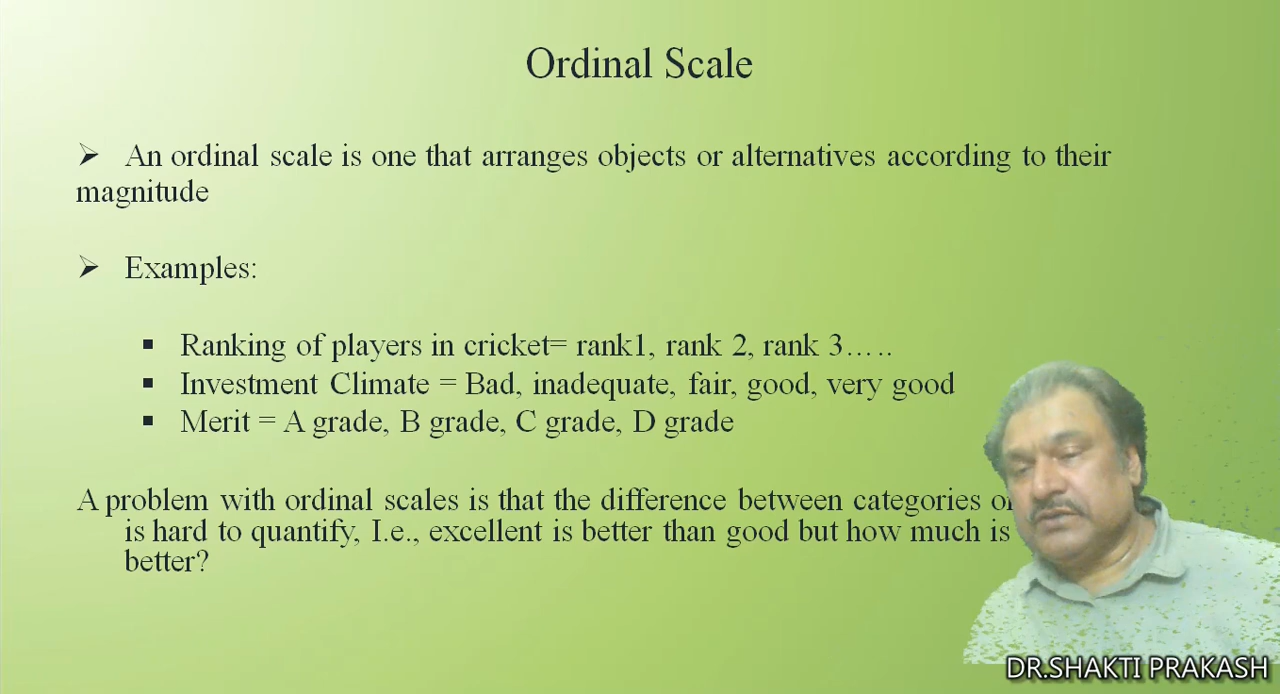 Ordinal Scale
➢ An ordinal scale is one that arranges objects or alternatives according to their
magnitude
➢ Examples:
▪ Ranking of players in cricket= rank1, rank 2, rank 3…..
▪ Investment Climate = Bad, inadequate, fair, good, very good
▪ Merit = A grade, B grade, C grade, D grade
A problem with ordinal scales is that the difference between categories
is hard to quantify, I.e., excellent is better than good but how much is
better?
DR.SHAKTI PRAKASH